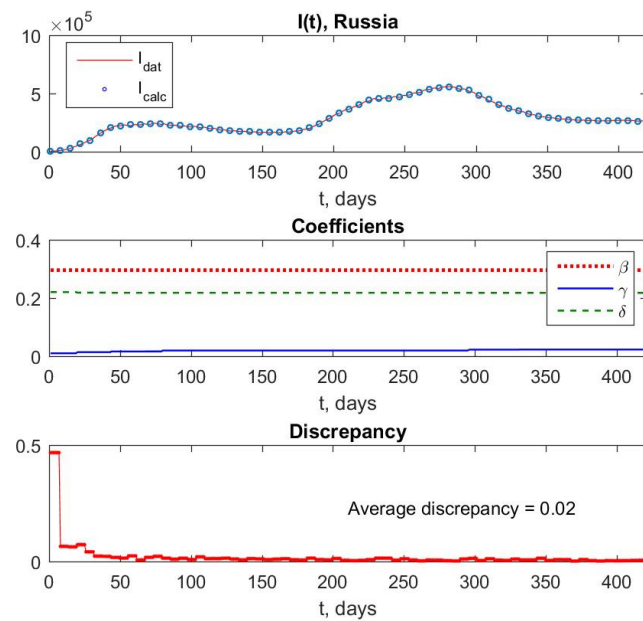 ×10⁵
I(t), Russia
10
5
0
I_dat
I_calc
0 50 100 150 200 250 300 350 400
t, days
Coefficients
0.4
0.2
0
β
γ
δ
0 50 100 150 200 250 300 350 400
t, days
Discrepancy
0.5
0
Average discrepancy = 0.02
0 50 100 150 200 250 300 350 400
t, days